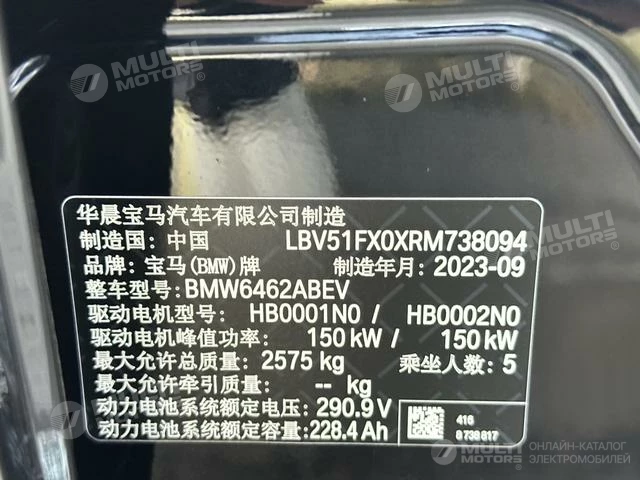 MULTI MOTORS
MULTI MOTORS
MULTI MOTORS
华晨宝马汽车有限公司制造
制造国:中国 LBV51FX0XRM738094
品牌:宝马(BMW)牌 制造年月:2023-09
整车型号:BMW6462ABEV
驱动电机型号: HB0001N0 / HB0002N0
驱动电机峰值功率: 150 kW / 150 kW
最大允许总质量:2575 kg 乘坐人数:5
最大允许牵引质量: -- kg
动力电池系统额定电压:290.9 V
动力电池系统额定容量:228.4 Ah
416
8738817
MULTI MOTORS
ОНЛАЙН-КАТАЛОГ
ЭЛЕКТРОМОБИЛЕЙ